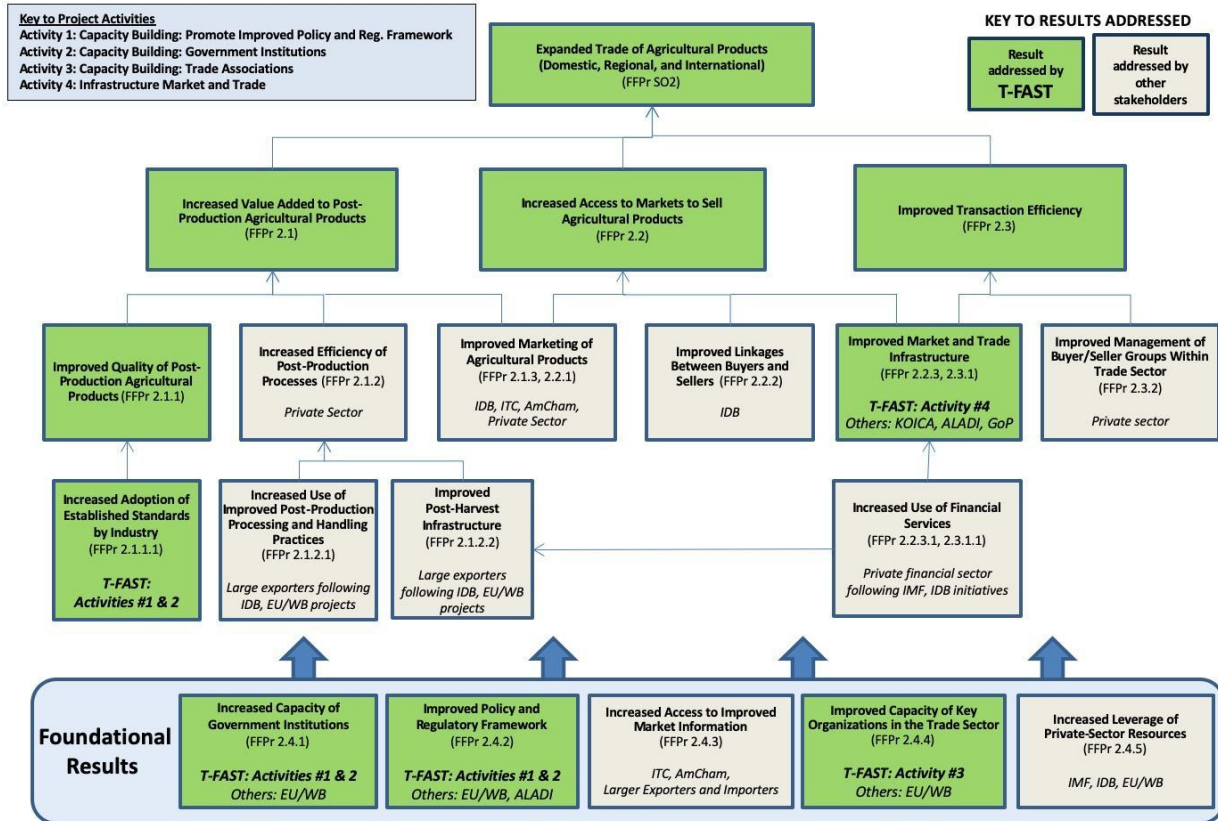 Key to Project Activities
Activity 1: Capacity Building: Promote Improved Policy and Reg. Framework
Activity 2: Capacity Building: Government Institutions
Activity 3: Capacity Building: Trade Associations
Activity 4: Infrastructure Market and Trade
Expanded Trade of Agricultural Products
(Domestic, Regional, and International)
(FFPr SO2)
KEY TO RESULTS ADDRESSED
Result
addressed by
T-FAST
Result
addressed by
other
stakeholders
Increased Value Added to Post-
Production Agricultural Products
(FFPr 2.1)
Increased Access to Markets to Sell
Agricultural Products
(FFPr 2.2)
Improved Transaction Efficiency
(FFPr 2.3)
Improved Quality of Post-
Production Agricultural
Products (FFPr 2.1.1)
Increased Efficiency of
Post-Production
Processes (FFPr 2.1.2)
Private Sector
Improved Marketing of
Agricultural Products
(FFPr 2.1.3, 2.2.1)
IDB, ITC, AmCham,
Private Sector
Improved Linkages
Between Buyers and
Sellers (FFPr 2.2.2)
IDB
Improved Market and Trade
Infrastructure
(FFPr 2.2.3, 2.3.1)
T-FAST: Activity #4
Others: KOICA, ALADI, GoP
Improved Management of
Buyer/Seller Groups Within
Trade Sector
(FFPr 2.3.2)
Private sector
Increased Adoption of
Established Standards
by Industry
(FFPr 2.1.1.1)
T-FAST:
Activities #1 & 2
Increased Use of
Improved Post-Production
Processing and Handling
Practices
(FFPr 2.1.2.1)
Large exporters following
IDB, EU/WB projects
Improved
Post-Harvest
Infrastructure
(FFPr 2.1.2.2)
Large exporters
following IDB, EU/WB
projects
Increased Use of Financial
Services
(FFPr 2.2.3.1, 2.3.1.1)
Private financial sector
following IMF, IDB initiatives
Foundational
Results
Increased Capacity of
Government Institutions
(FFPr 2.4.1)
T-FAST: Activities #1 & 2
Others: EU/WB
Improved Policy and
Regulatory Framework
(FFPr 2.4.2)
T-FAST: Activities #1 & 2
Others: EU/WB, ALADI
Increased Access to Improved
Market Information
(FFPr 2.4.3)
ITC, AmCham,
Larger Exporters and Importers
Improved Capacity of Key
Organizations in the Trade Sector
(FFPr 2.4.4)
T-FAST: Activity #3
Others: EU/WB
Increased Leverage of
Private-Sector Resources
(FFPr 2.4.5)
IMF, IDB, EU/WB